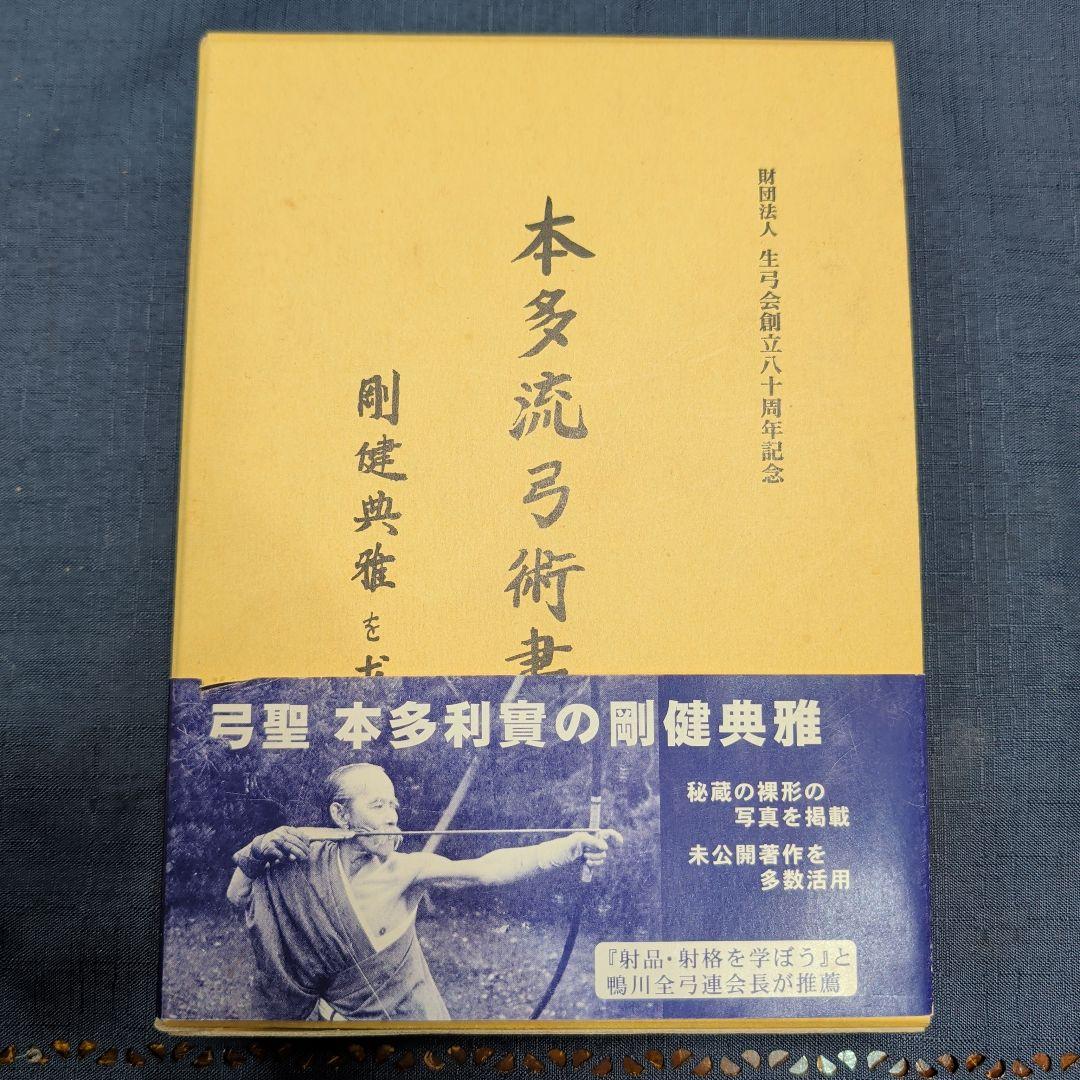 財団法人 生弓会創立八十周年記念
本多流弓術書
剛健典雅を
弓聖 本多利實の剛健典雅
秘蔵の裸形の
写真を掲載
未公開著作を
多数活用
『射品・射格を学ぼう』と
鴨川全弓連会長が推薦